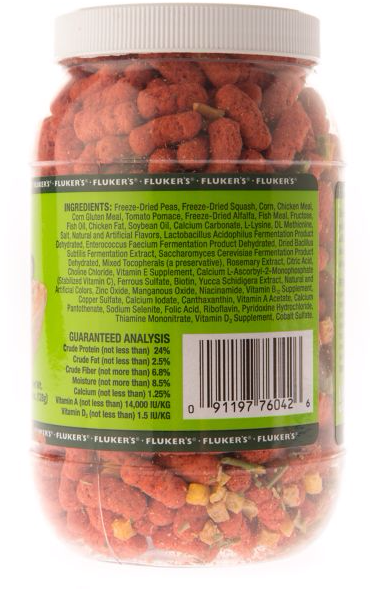 FLUKER'S® · FLUKER'S® · FLUKER'S® · FLUKER'S®
INGREDIENTS: Freeze-Dried Peas, Freeze-Dried Squash, Corn, Chicken Meal,
Corn Gluten Meal, Tomato Pomace, Freeze-Dried Alfalfa, Fish Meal, Fructose,
Fish Oil, Chicken Fat, Soybean Oil, Calcium Carbonate, L-Lysine, DL Methionine,
Salt, Natural and Artificial Flavors, Lactobacillus Acidophilus Fermentation Product
Dehydrated, Enterococcus Faecium Fermentation Product Dehydrated, Dried Bacillus
Subtilis Fermentation Extract, Saccharomyces Cerevisiae Fermentation Product
Dehydrated, Mixed Tocopherols (a preservative), Rosemary Extract, Citric Acid,
Choline Chloride, Vitamin E Supplement, Calcium L-Ascorbyl-2-Monophosphate
(Stabilized Vitamin C), Ferrous Sulfate, Biotin, Yucca Schidigera Extract, Natural and
Artificial Colors, Zinc Oxide, Manganous Oxide, Niacinamide, Vitamin B12 Supplement,
Copper Sulfate, Calcium Iodate, Canthaxanthin, Vitamin A Acetate, Calcium
Pantothenate, Sodium Selenite, Folic Acid, Riboflavin, Pyridoxine Hydrochloride,
Thiamine Mononitrate, Vitamin D3 Supplement, Cobalt Sulfate.
GUARANTEED ANALYSIS
Crude Protein (not less than) 24%
Crude Fat (not less than) 2.5%
Crude Fiber (not more than) 6.8%
Moisture (not more than) 8.5%
Calcium (not less than) 1.25%
Vitamin A (not less than) 14,000 IU/KG
Vitamin D3 (not less than) 1.5 IU/KG
0 91197 76042 6
FLUKER'S® · FLUKER'S® · FLUKER'S® · FLUKER'S®